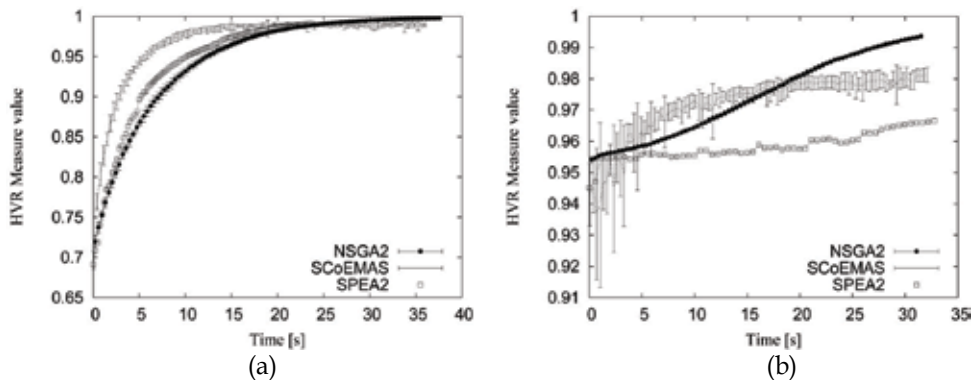 1
0.95
0.9
0.85
0.8
0.75
0.7
0.65
HVR Measure value
NSGA2
SCoEMAS
SPEA2
0 5 10 15 20 25 30 35 40
Time [s]
(a)
1
0.99
0.98
0.97
0.96
0.95
0.94
0.93
0.92
0.91
HVR Measure value
NSGA2
SCoEMAS
SPEA2
0 5 10 15 20 25 30 35
Time [s]
(b)